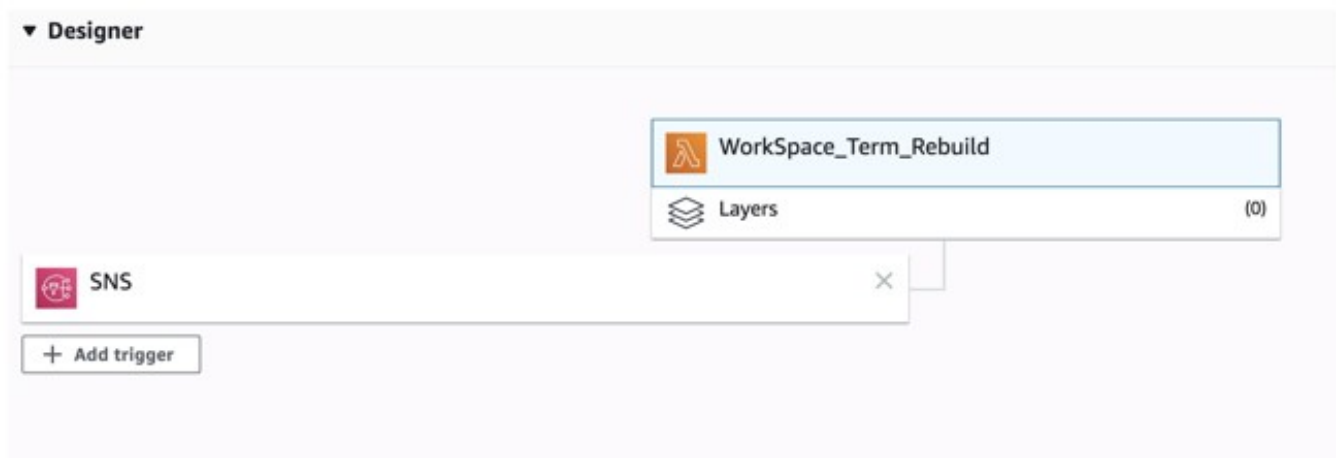 Designer
WorkSpace_Term_Rebuild
Layers (0)
SNS
+ Add trigger